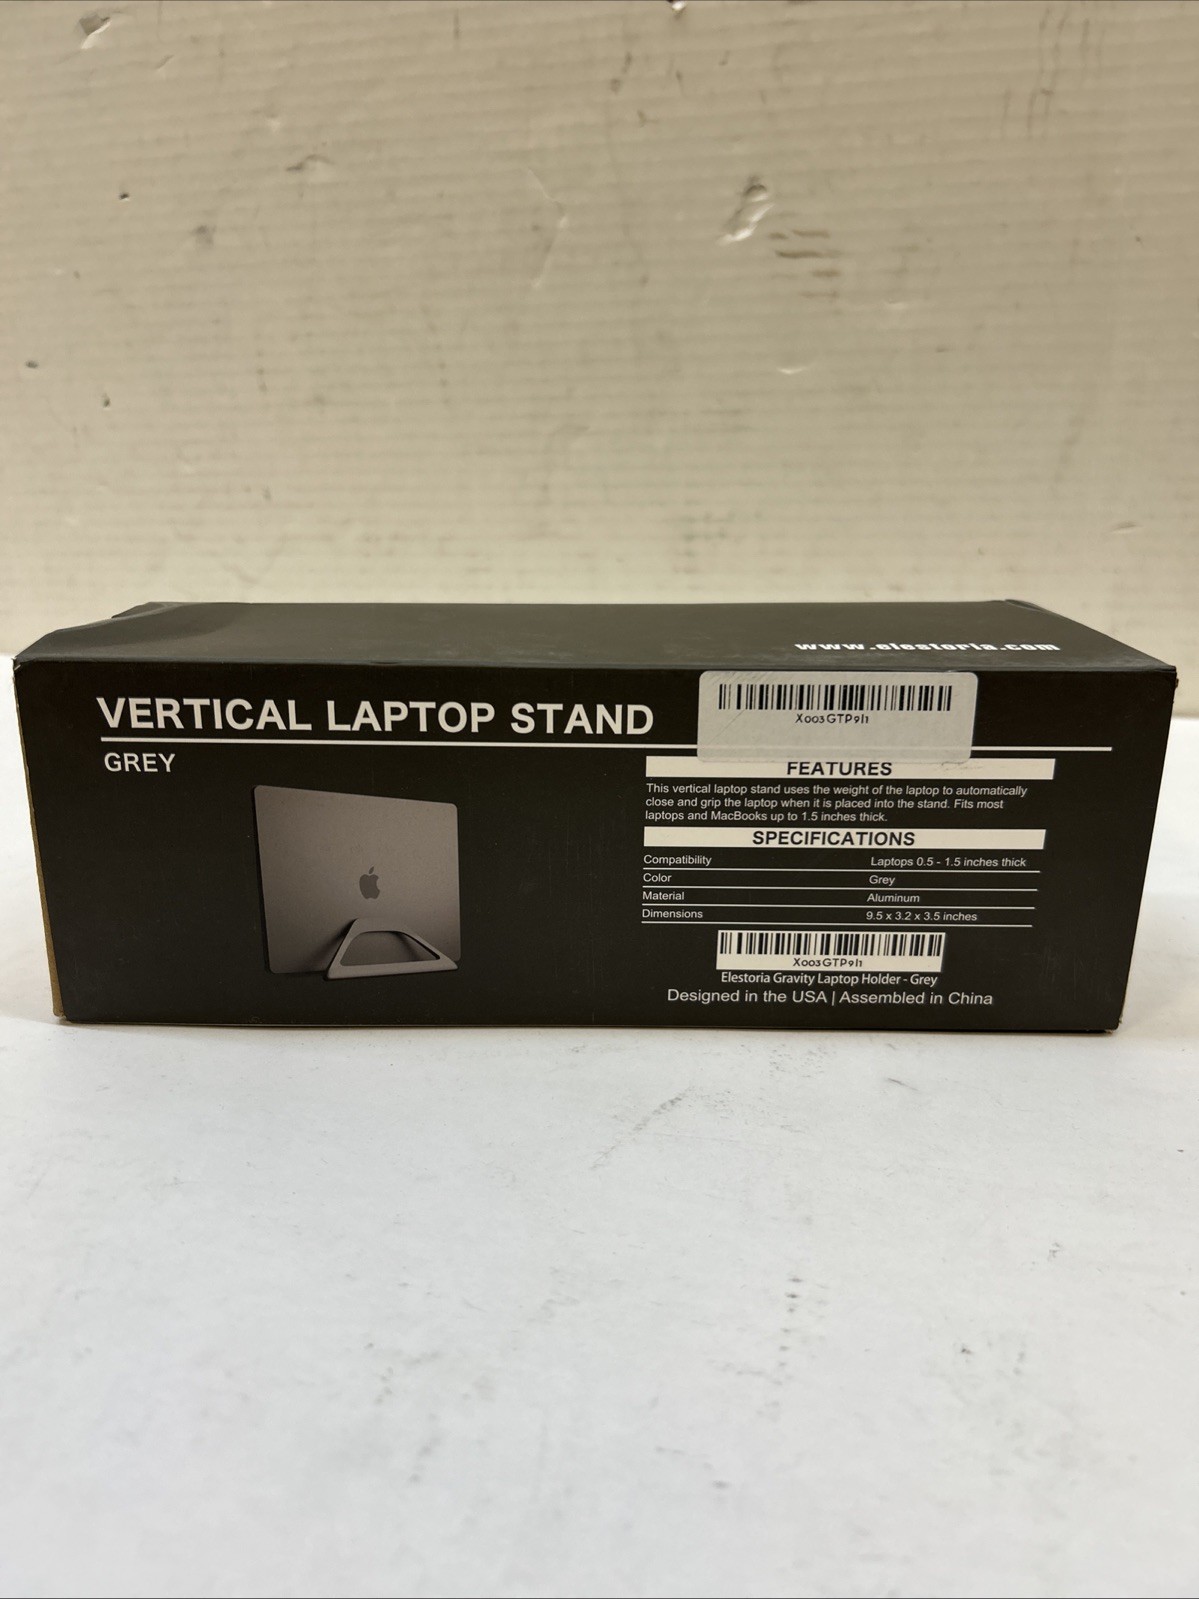 www.elestoria.com
VERTICAL LAPTOP STAND
GREY
X003GTP9I1
FEATURES
This vertical laptop stand uses the weight of the laptop to automatically
close and grip the laptop when it is placed into the stand. Fits most
laptops and MacBooks up to 1.5 inches thick.
SPECIFICATIONS
Compatibility Laptops 0.5 - 1.5 inches thick
Color Grey
Material Aluminum
Dimensions 9.5 x 3.2 x 3.5 inches
X003GTP9I1
Elestoria Gravity Laptop Holder - Grey
Designed in the USA | Assembled in China